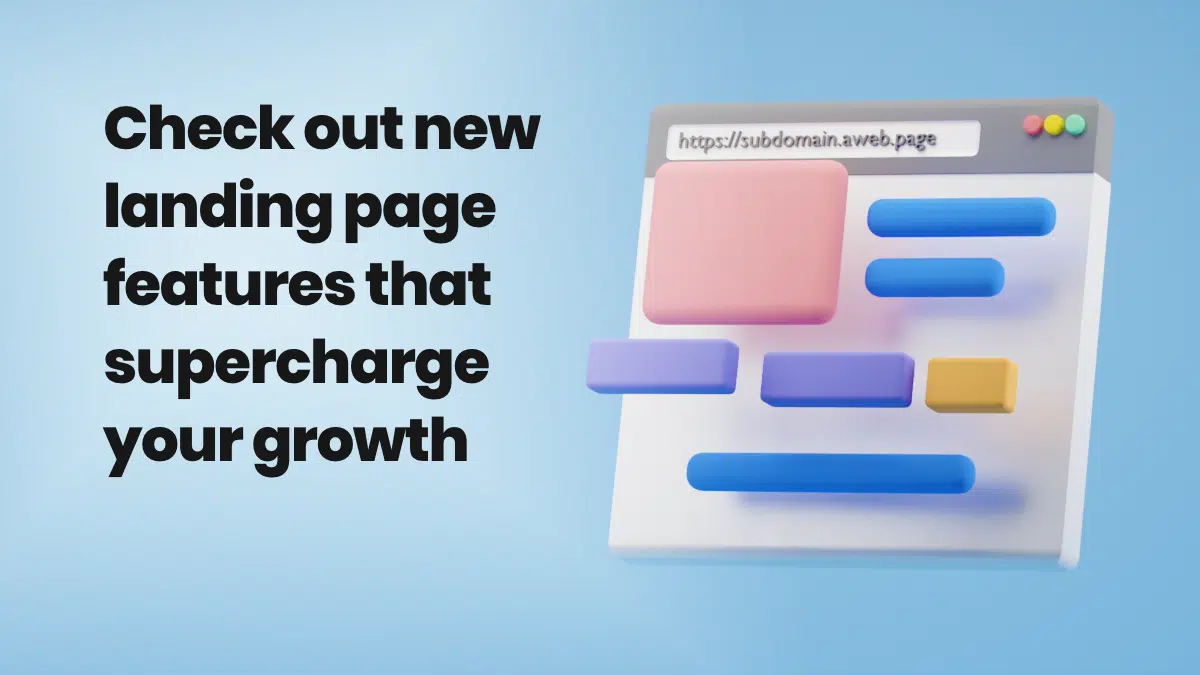 Check out new
landing page
features that
supercharge
your growth
https://subdomain.aweb.page